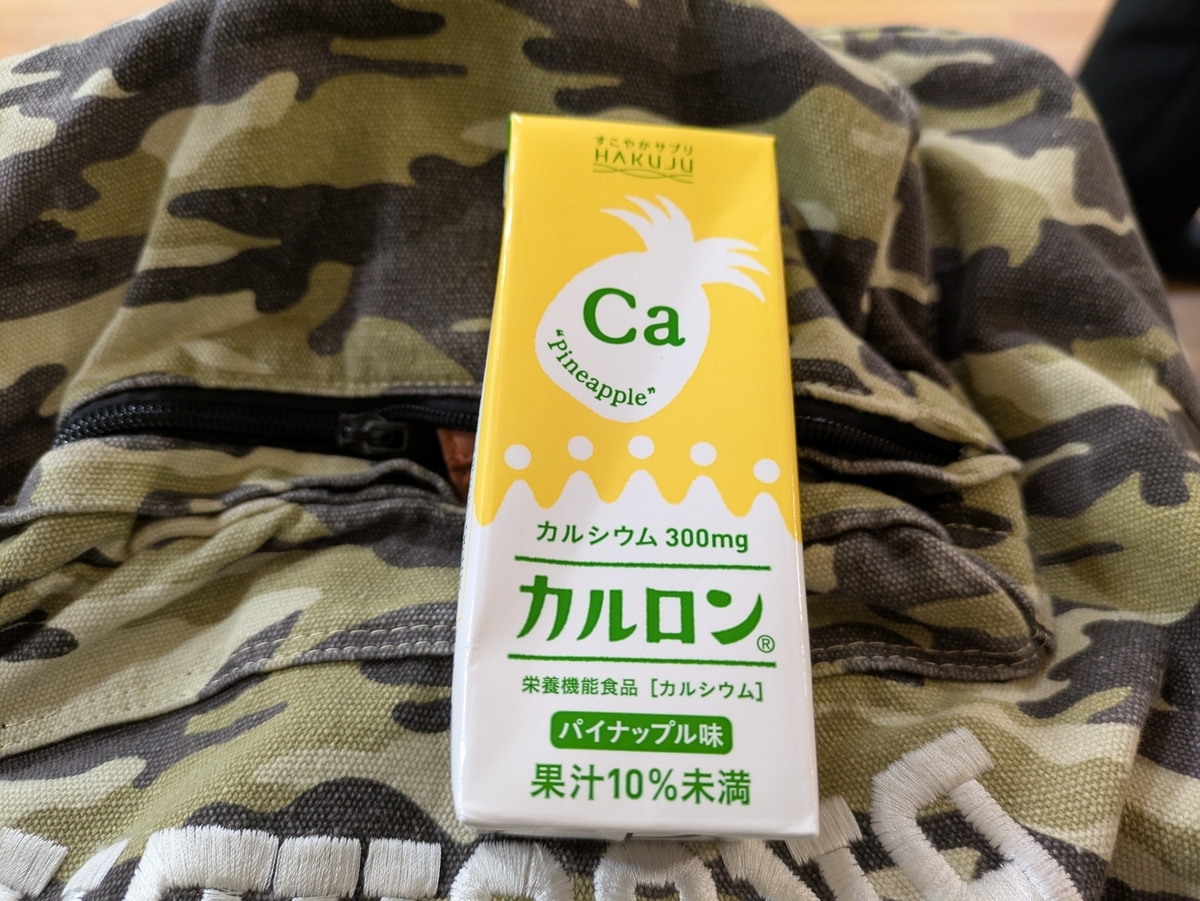 すこやかサプリ
HAKUJU
Ca
"Pineapple"
カルシウム 300mg
カルロン®
栄養機能食品［カルシウム］
パイナップル味
果汁10%未満